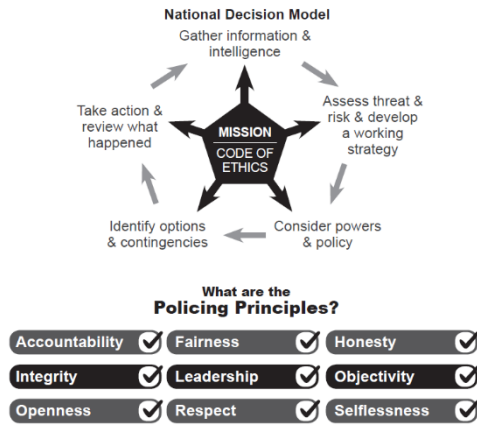 National Decision Model
Gather information &
intelligence
Assess threat &
risk & develop
a working
strategy
Consider powers
& policy
Identify options
& contingencies
Take action &
review what
happened
MISSION
CODE OF
ETHICS
What are the
Policing Principles?
Accountability Fairness Honesty
Integrity Leadership Objectivity
Openness Respect Selflessness